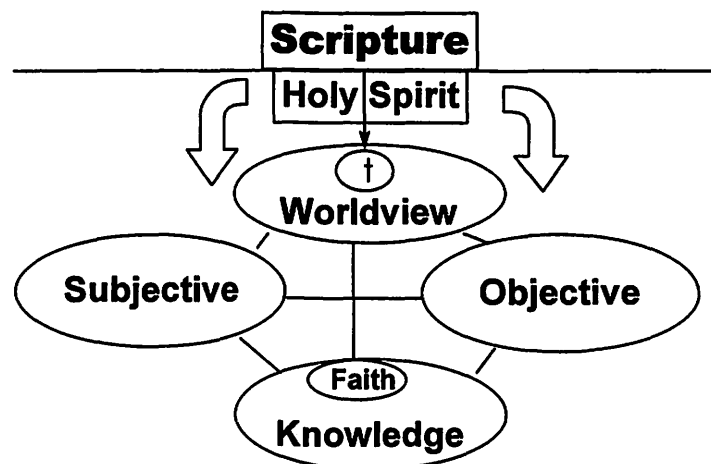 Scripture
Holy Spirit
†
Worldview
Subjective
Objective
Faith
Knowledge